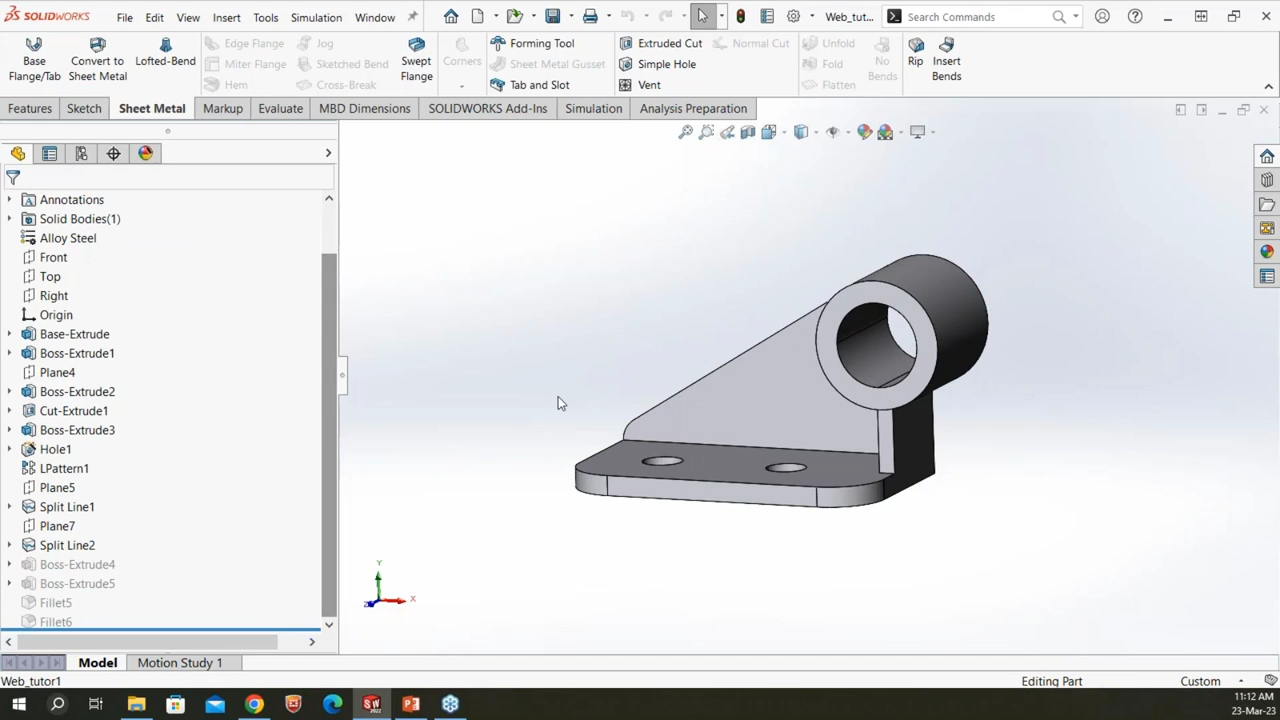 SOLIDWORKS File Edit View Insert Tools Simulation Window Web_tut... Search Commands
Base Flange/Tab Convert to Sheet Metal Lofted-Bend Edge Flange Miter Flange Hem Jog Sketched Bend Cross-Break Swept Flange Corners Forming Tool Sheet Metal Gusset Tab and Slot Extruded Cut Simple Hole Vent Normal Cut Unfold Fold Flatten No Bends Rip Insert Bends
Features Sketch Sheet Metal Markup Evaluate MBD Dimensions SOLIDWORKS Add-Ins Simulation Analysis Preparation
Annotations
Solid Bodies(1)
Alloy Steel
Front
Top
Right
Origin
Base-Extrude
Boss-Extrude1
Plane4
Boss-Extrude2
Cut-Extrude1
Boss-Extrude3
Hole1
LPattern1
Plane5
Split Line1
Plane7
Split Line2
Boss-Extrude4
Boss-Extrude5
Fillet5
Fillet6
Y
X
Z
Model Motion Study 1
Web_tutor1 Editing Part Custom
11:12 AM
23-Mar-23